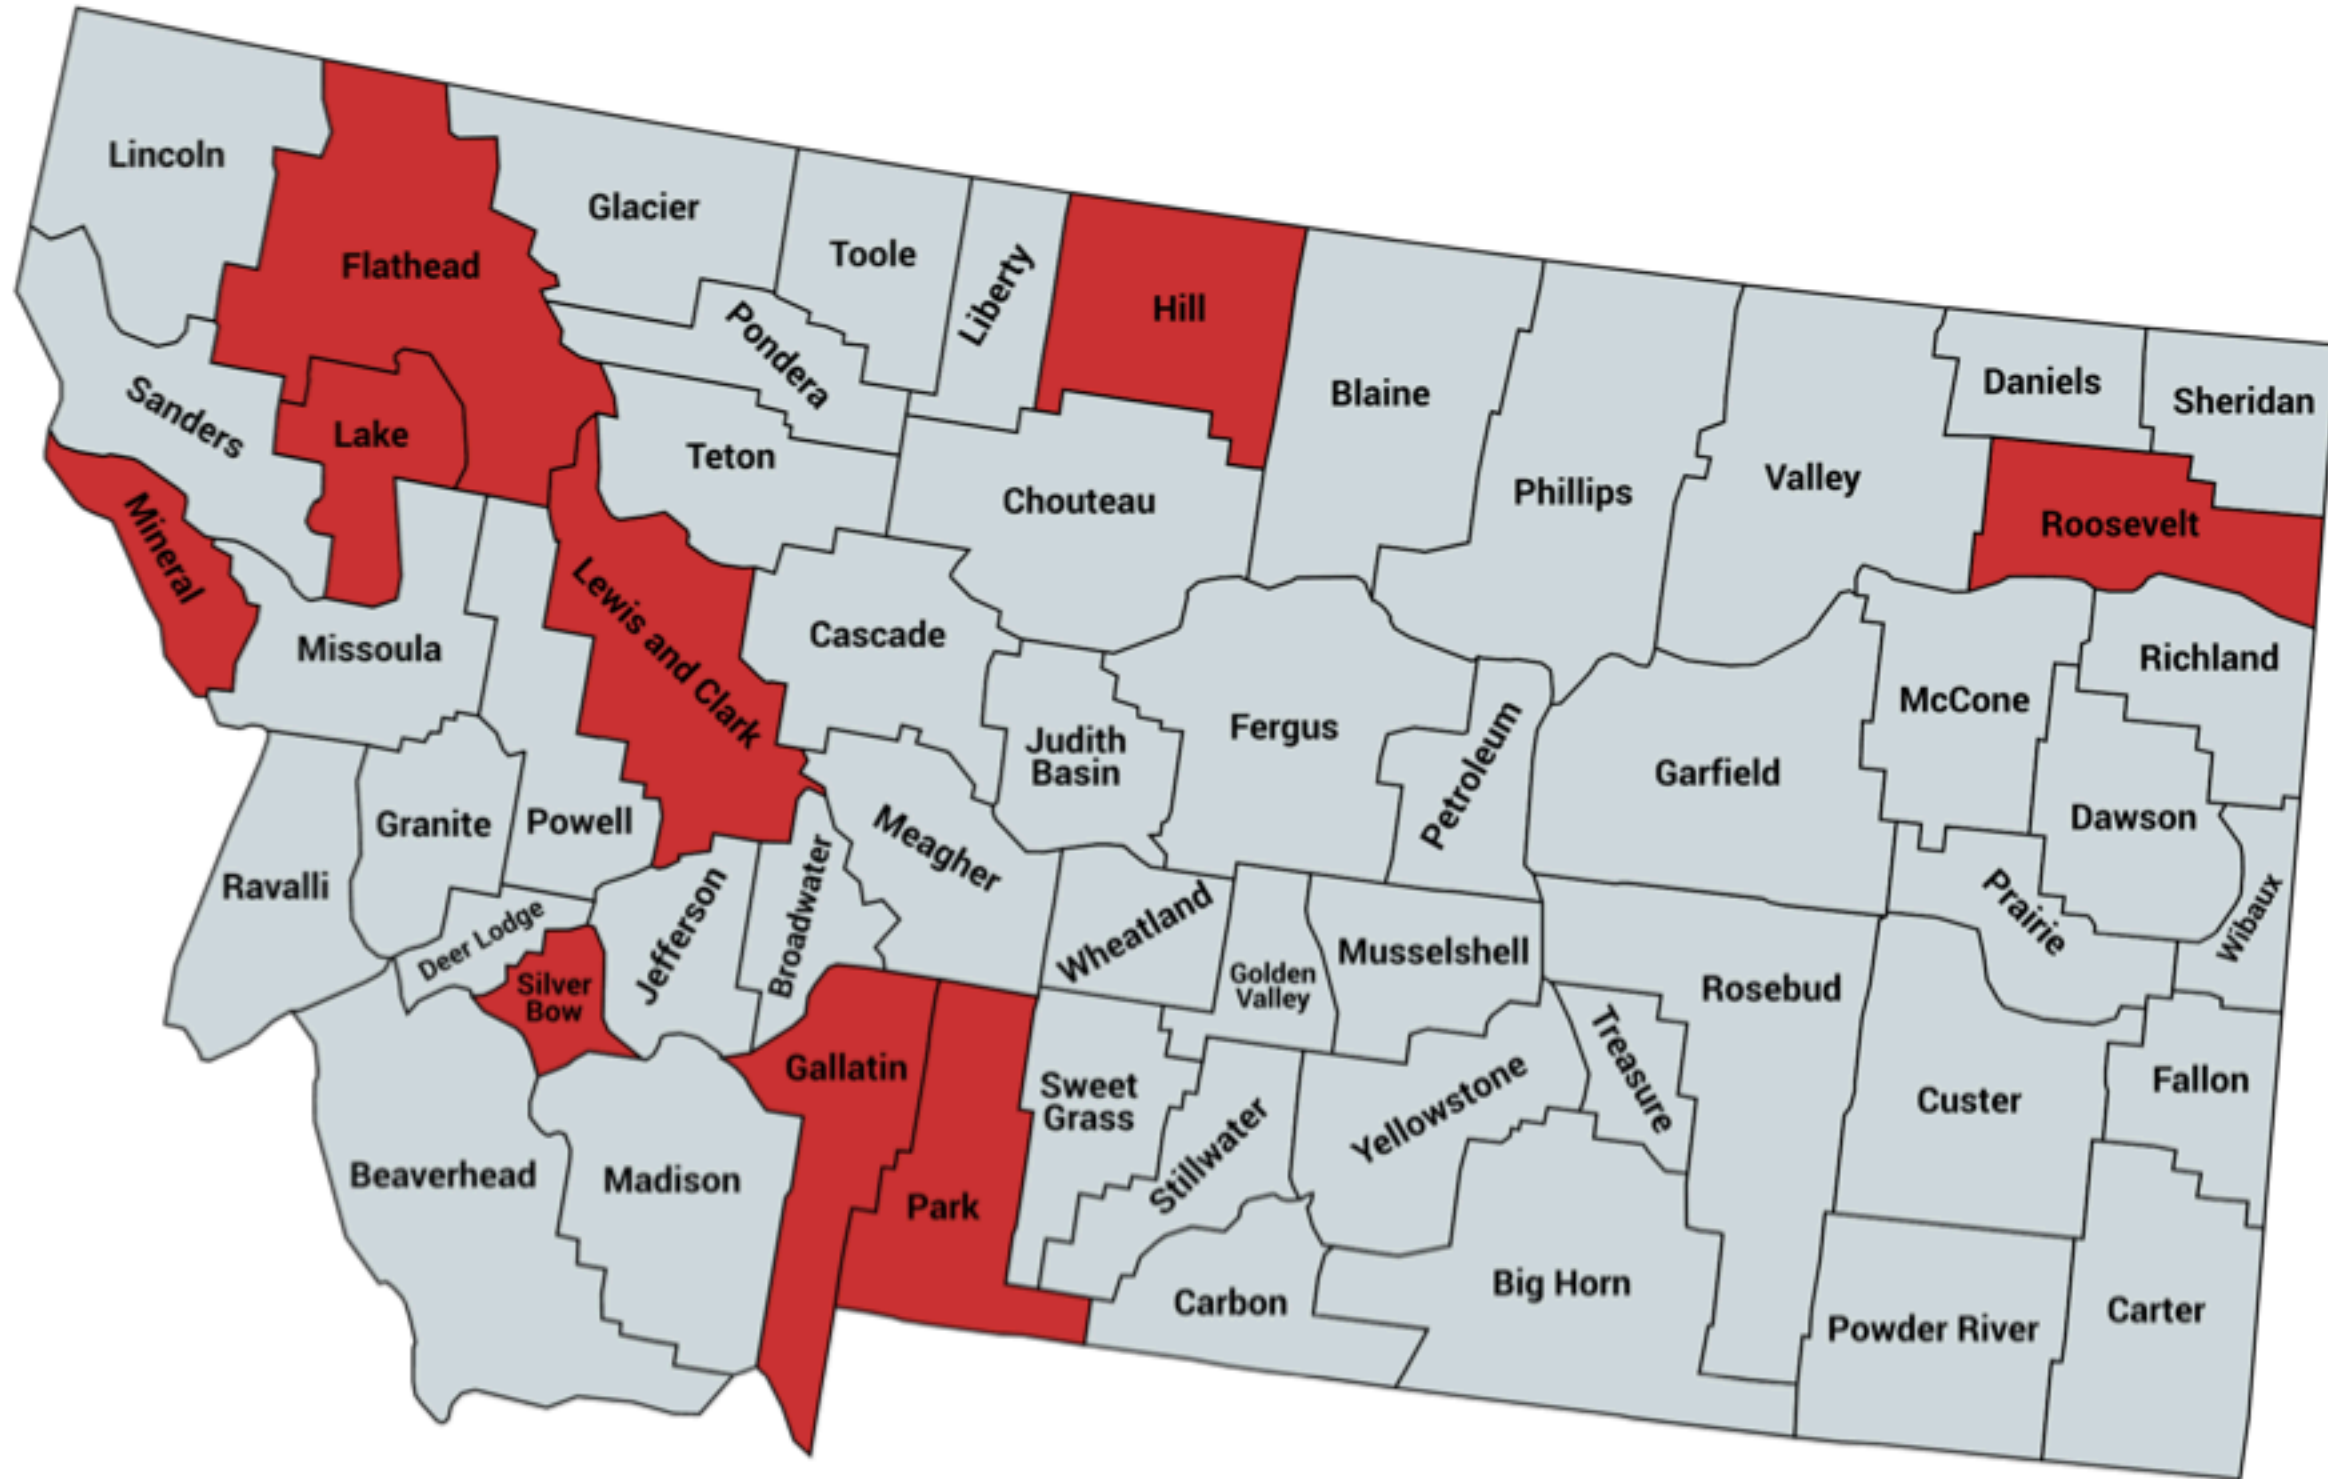 Lincoln
Flathead
Glacier
Toole
Liberty
Hill
Blaine
Phillips
Valley
Daniels
Sheridan
Roosevelt
Sanders
Lake
Pondera
Teton
Chouteau
Mineral
Missoula
Lewis and Clark
Cascade
Judith
Basin
Fergus
Petroleum
Garfield
McCone
Richland
Dawson
Ravalli
Granite
Powell
Deer Lodge
Silver
Bow
Jefferson
Broadwater
Meagher
Wheatland
Golden
Valley
Musselshell
Rosebud
Treasure
Prairie
Wibaux
Beaverhead
Madison
Gallatin
Park
Sweet
Grass
Stillwater
Yellowstone
Carbon
Big Horn
Custer
Fallon
Powder River
Carter